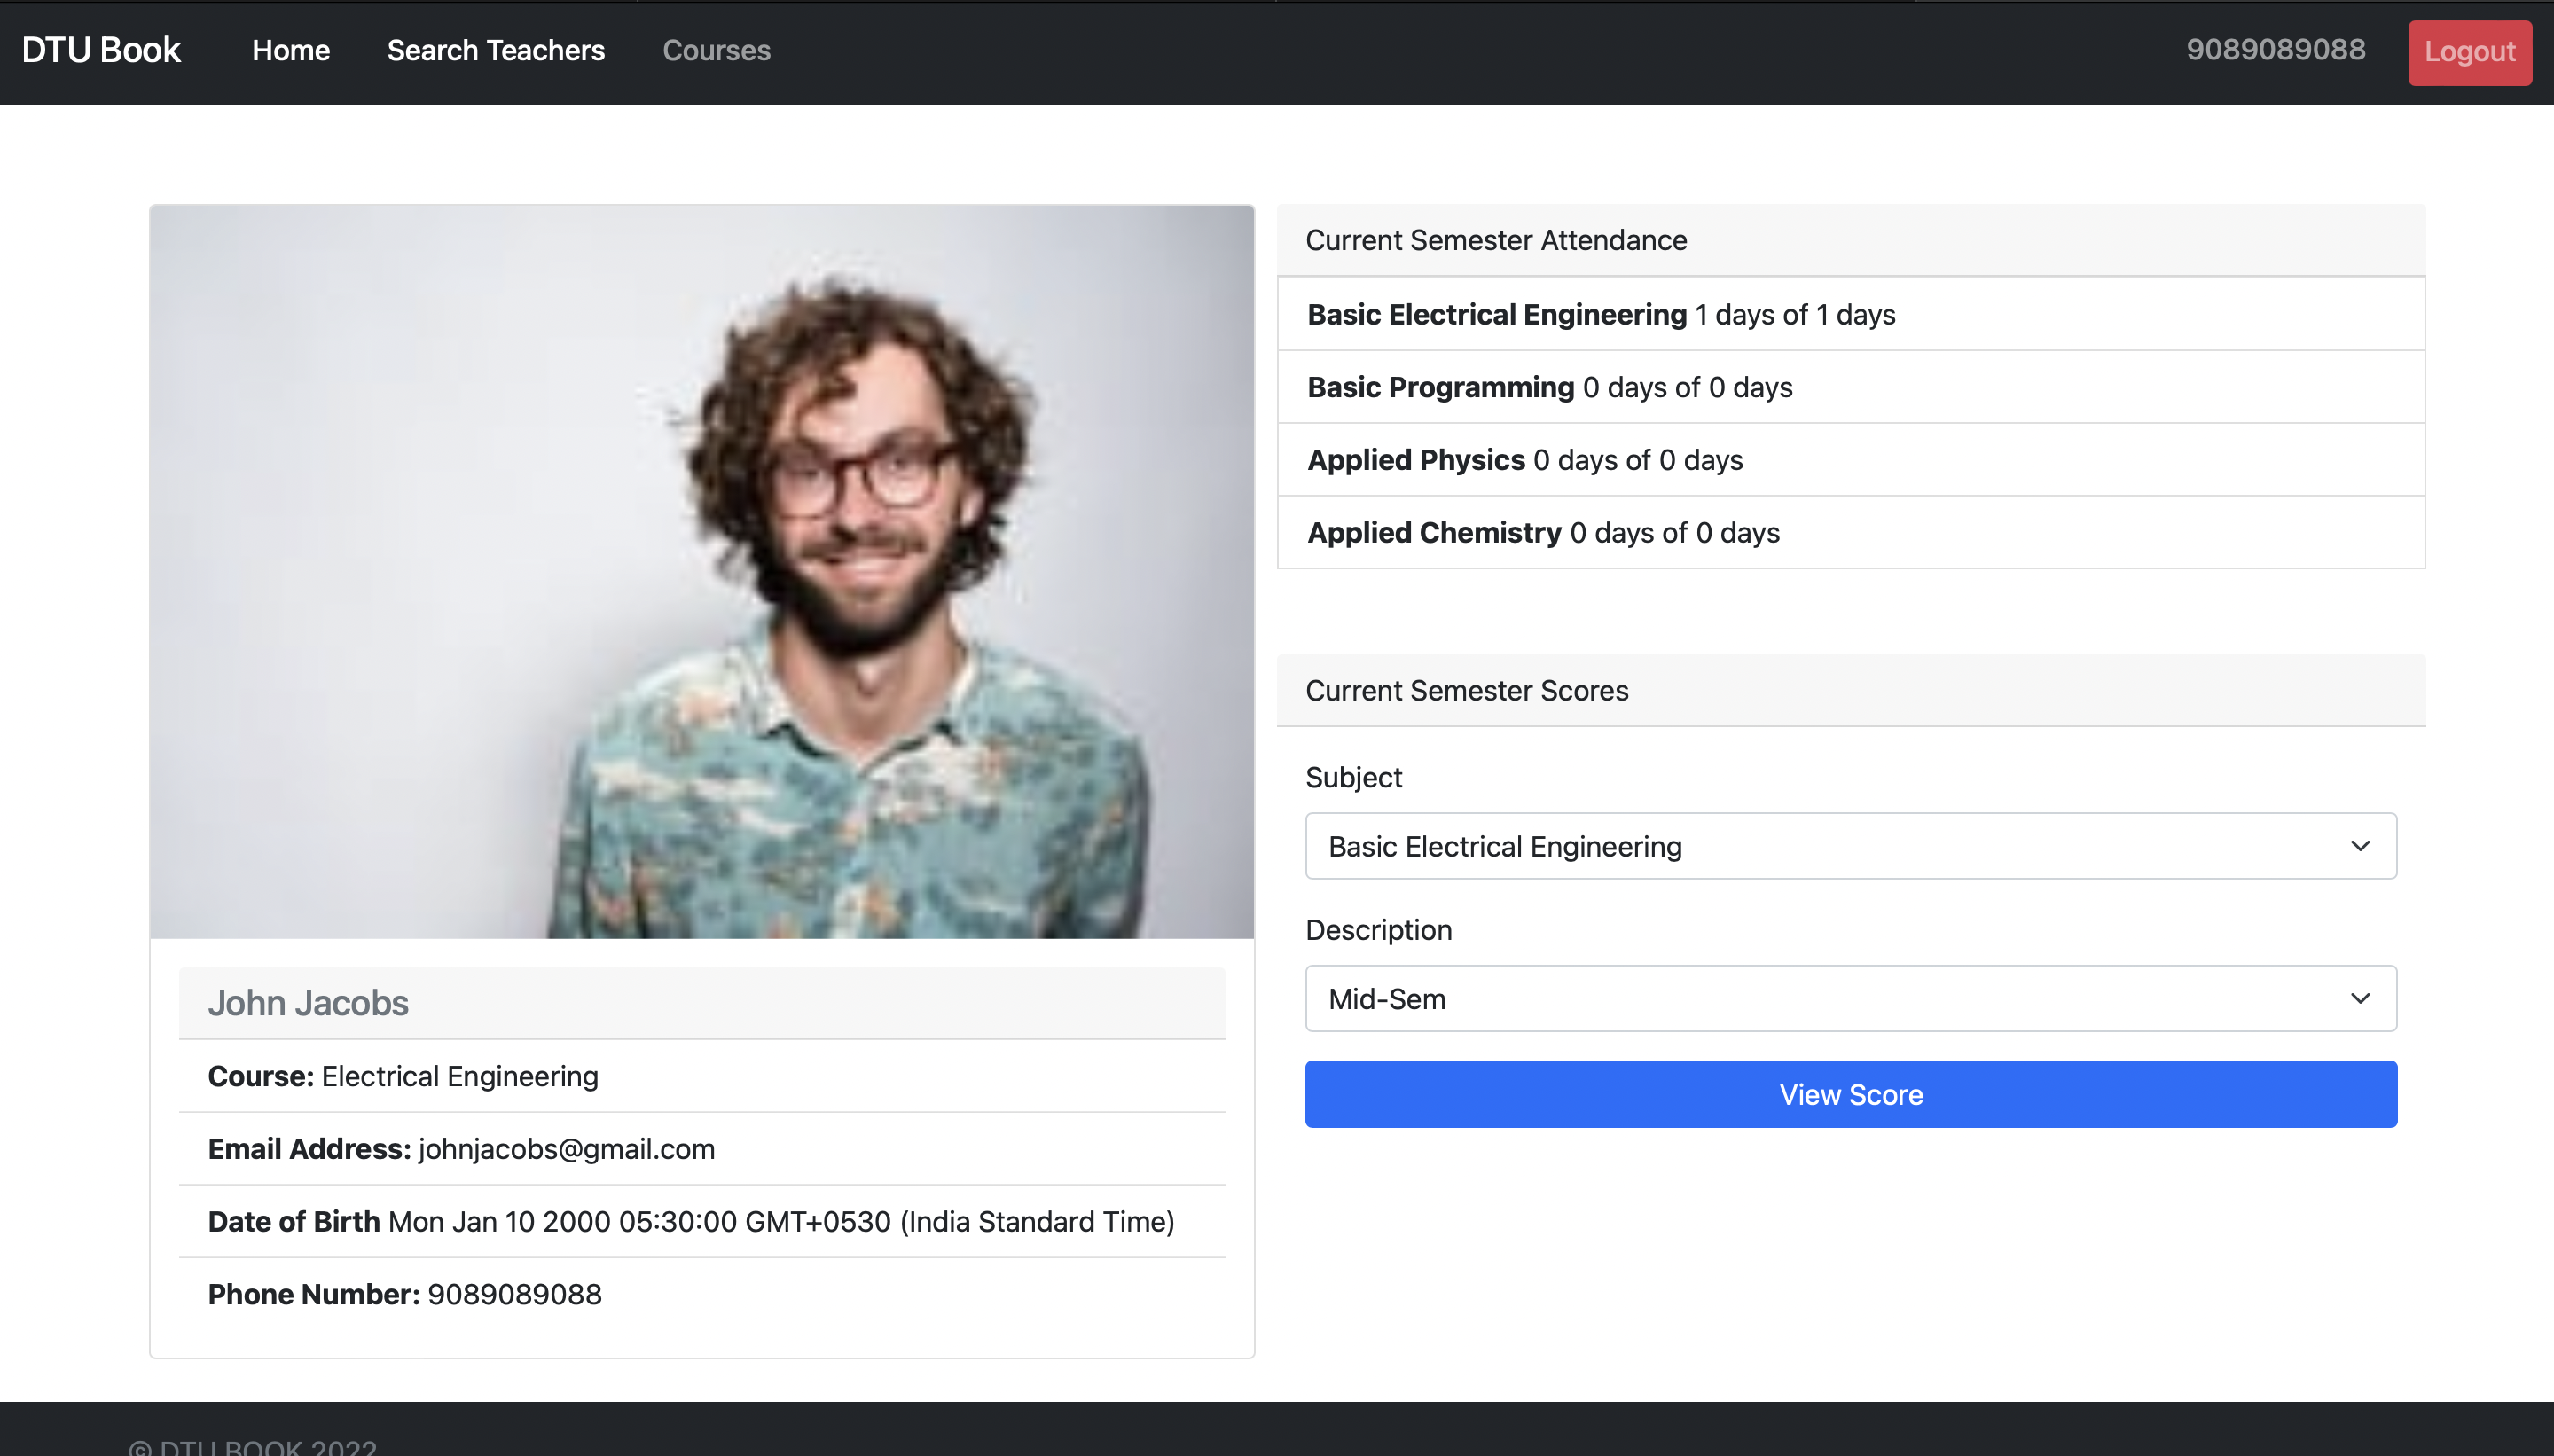 DTU Book Home Search Teachers Courses 9089089088 Logout
Current Semester Attendance
Basic Electrical Engineering 1 days of 1 days
Basic Programming 0 days of 0 days
Applied Physics 0 days of 0 days
Applied Chemistry 0 days of 0 days
Current Semester Scores
Subject
Basic Electrical Engineering
Description
Mid-Sem
View Score
John Jacobs
Course: Electrical Engineering
Email Address: johnjacobs@gmail.com
Date of Birth Mon Jan 10 2000 05:30:00 GMT+0530 (India Standard Time)
Phone Number: 9089089088
© DTU BOOK 2022